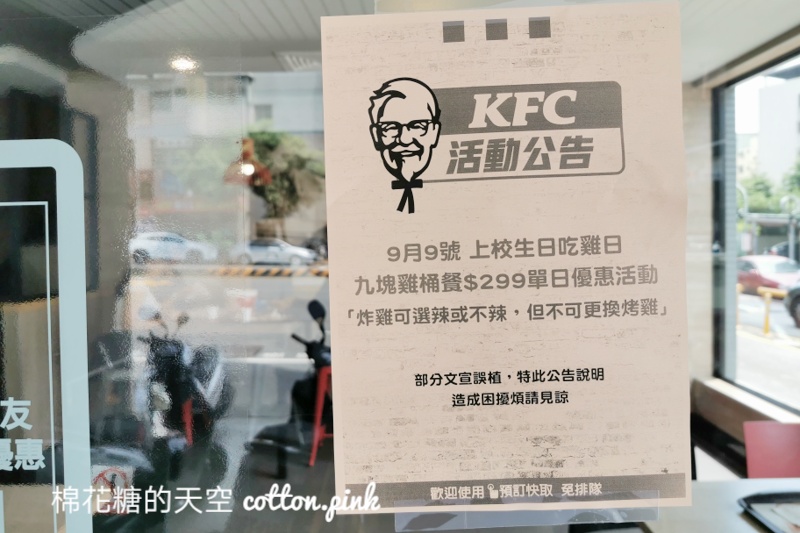 KFC
活動公告
9月9號 上校生日吃雞日
九塊雞桶餐$299單日優惠活動
「炸雞可選辣或不辣，但不可更換烤雞」
部分文宣誤植，特此公告說明
造成困擾煩請見諒
歡迎使用 預訂快取 免排隊
友
優惠
棉花糖的天空 cotton.pink